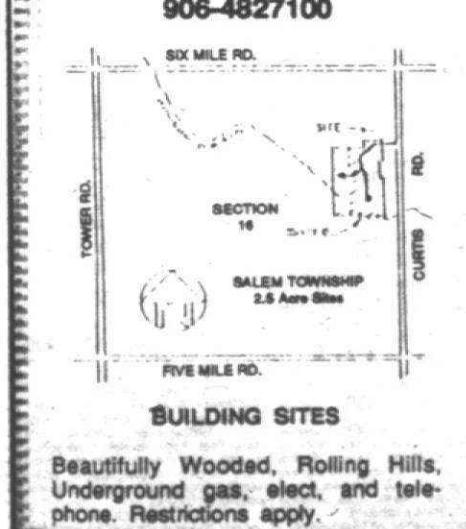 906-4827100
SIX MILE RD.
SITE
TOWER RD.
CURTIS RD.
SECTION
16
SALEM TOWNSHIP
2.5 Acre Sites
FIVE MILE RD.
BUILDING SITES
Beautifully Wooded, Rolling Hills,
Underground gas, elect, and tele-
phone. Restrictions apply.